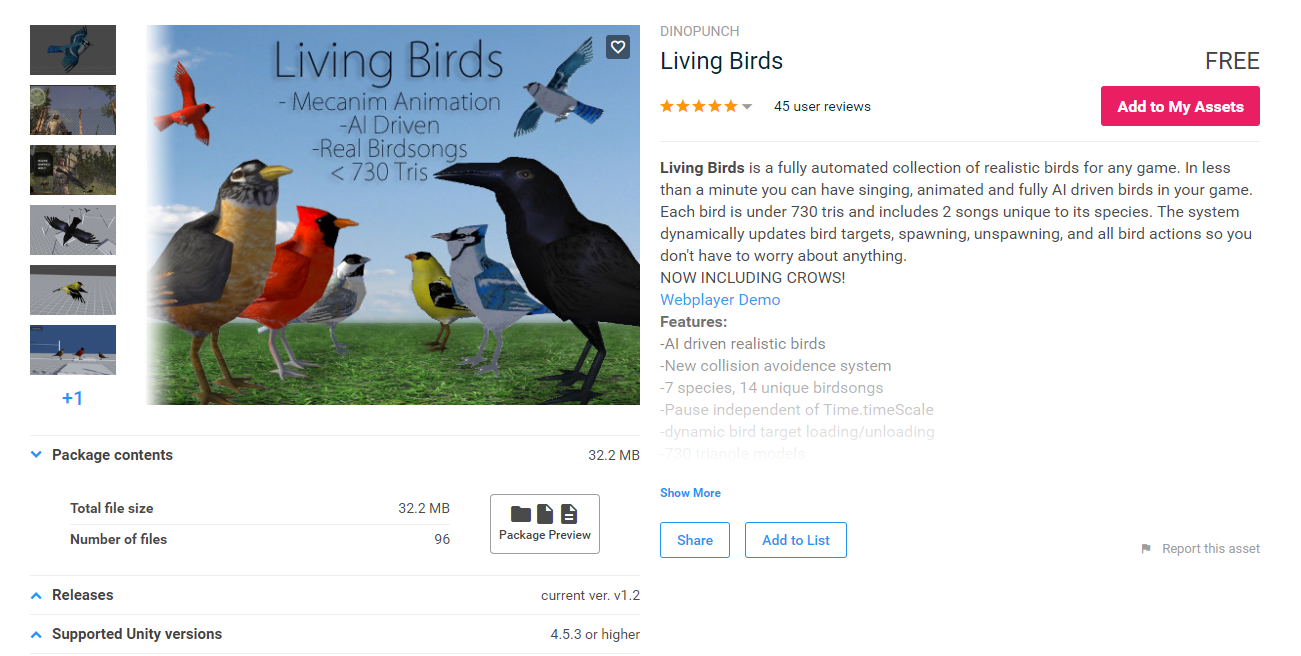 Living Birds
- Mecanim Animation
-AI Driven
-Real Birdsongs
< 730 Tris
+1
Package contents
32.2 MB
Total file size
32.2 MB
Number of files
96
Package Preview
Releases
current ver. v1.2
Supported Unity versions
4.5.3 or higher
DINOPUNCH
Living Birds
FREE
45 user reviews
Add to My Assets
Living Birds is a fully automated collection of realistic birds for any game. In less
than a minute you can have singing, animated and fully AI driven birds in your game.
Each bird is under 730 tris and includes 2 songs unique to its species. The system
dynamically updates bird targets, spawning, unspawning, and all bird actions so you
don't have to worry about anything.
NOW INCLUDING CROWS!
Webplayer Demo
Features:
-AI driven realistic birds
-New collision avoidence system
-7 species, 14 unique birdsongs
-Pause independent of Time.timeScale
-dynamic bird target loading/unloading
-730 triangle models
Show More
Share
Add to List
Report this asset